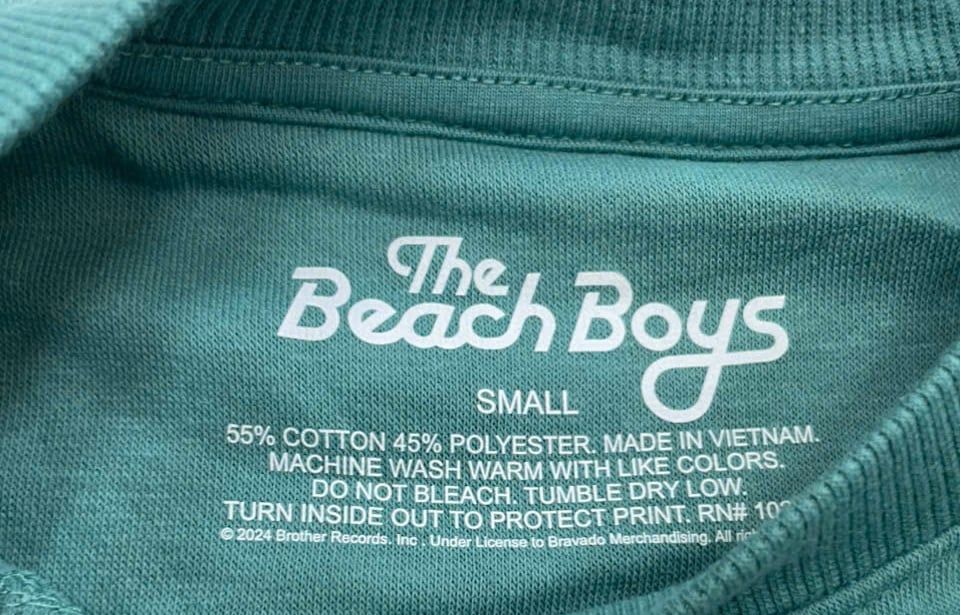 The
Beach Boys
SMALL
55% COTTON 45% POLYESTER. MADE IN VIETNAM.
MACHINE WASH WARM WITH LIKE COLORS.
DO NOT BLEACH. TUMBLE DRY LOW.
TURN INSIDE OUT TO PROTECT PRINT. RN#
© 2024 Brother Records. Inc . Under License to Bravado Merchandising. All